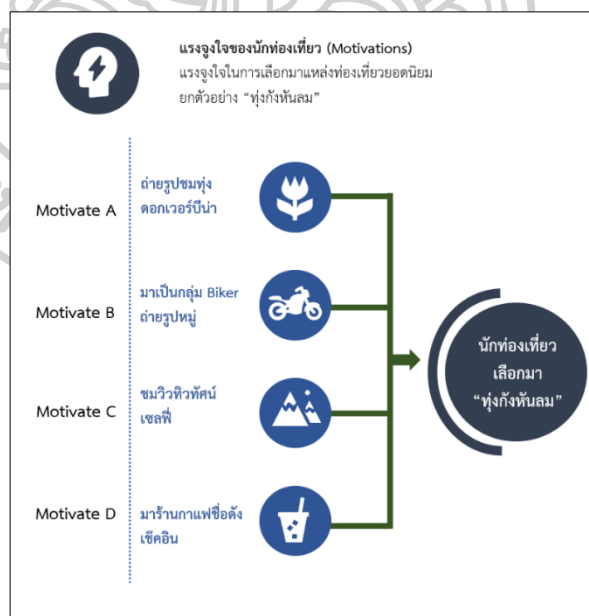 แรงจูงใจของนักท่องเที่ยว (Motivations)
แรงจูงใจในการเลือกมาแหล่งท่องเที่ยวยอดนิยม
ยกตัวอย่าง “ทุ่งกังหันลม”
Motivate A
ถ่ายรูปชมทุ่ง
ดอกเวอร์บีน่า
Motivate B
มาเป็นกลุ่ม Biker
ถ่ายรูปหมู่
Motivate C
ชมวิวทิวทัศน์
เซลฟี่
Motivate D
มาร้านกาแฟชื่อดัง
เช็คอิน
นักท่องเที่ยว
เลือกมา
“ทุ่งกังหันลม”